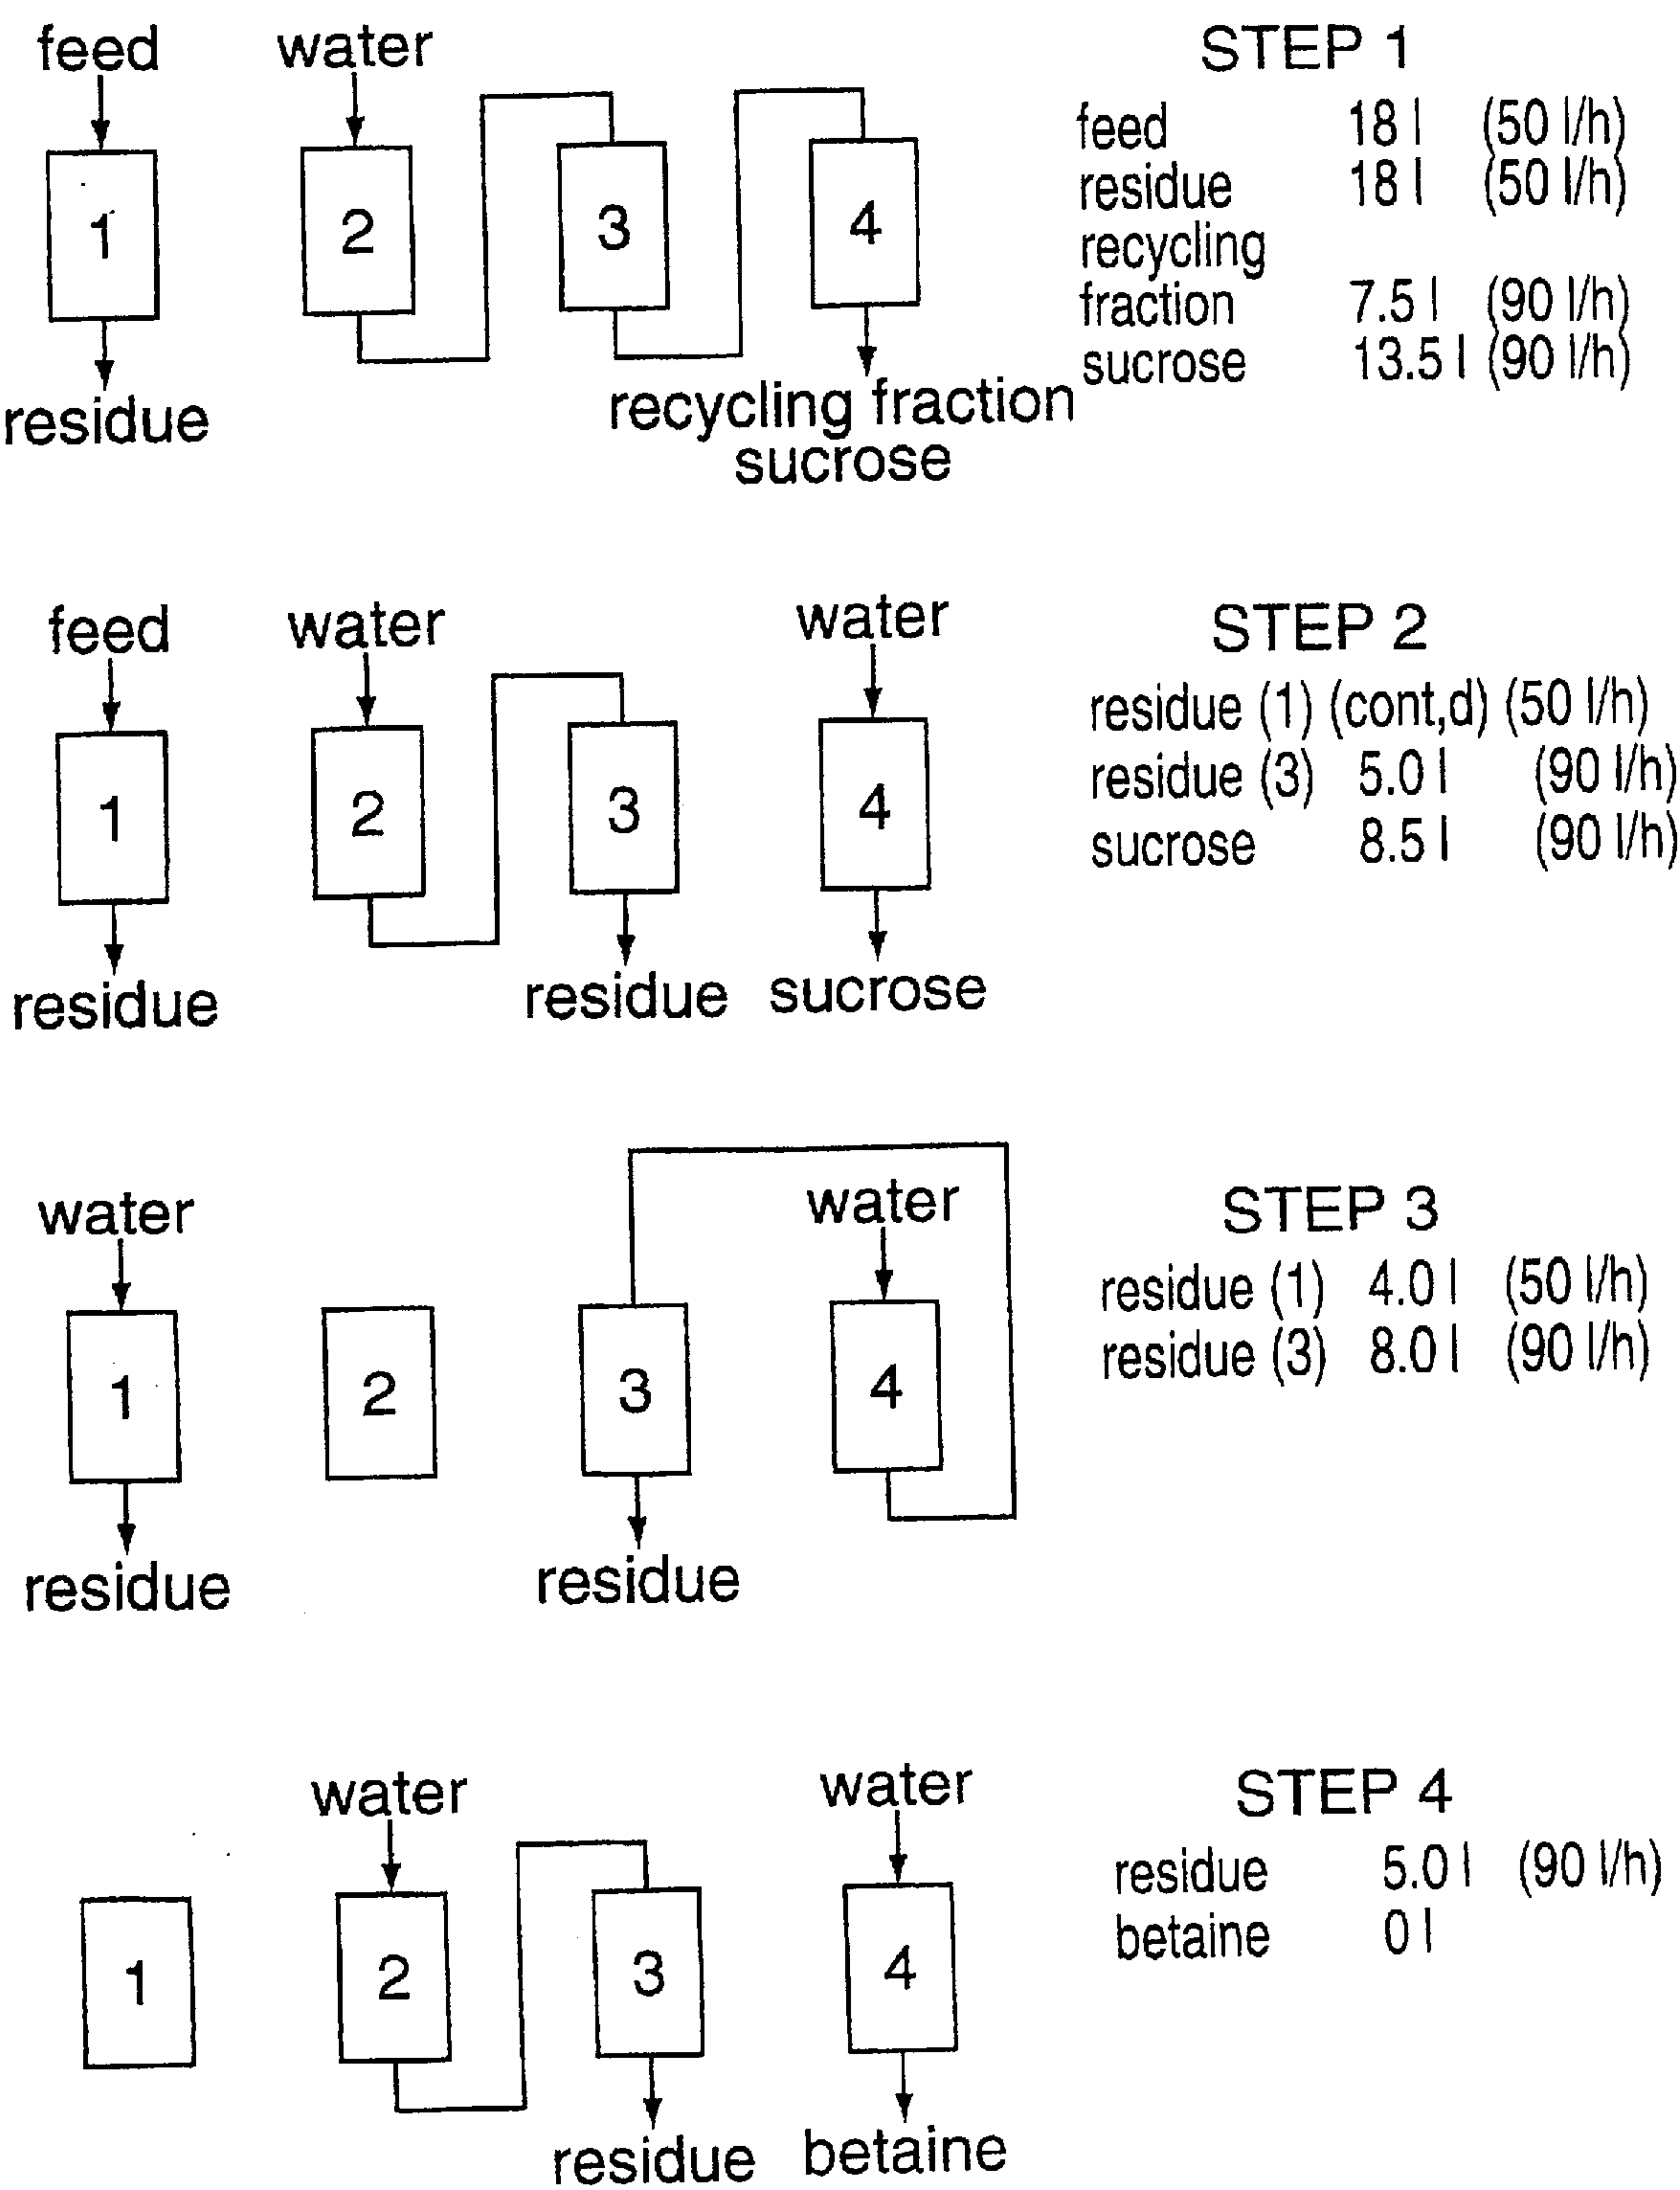 feed water STEP 1
feed 18 l (50 l/h)
1 2 3 4
residue 18 l (50 l/h)
recycling
fraction 7.5 l (90 l/h)
sucrose 13.5 l (90 l/h)
residue recycling fraction
sucrose
feed water water STEP 2
residue (1) (cont,d) (50 l/h)
residue (3) 5.0 l (90 l/h)
1 2 3 4
sucrose 8.5 l (90 l/h)
residue residue sucrose
water water STEP 3
residue (1) 4.0 l (50 l/h)
residue (3) 8.0 l (90 l/h)
1 2 3 4
residue residue
water water STEP 4
residue 5.0 l (90 l/h)
betaine 0 l
1 2 3 4
residue betaine